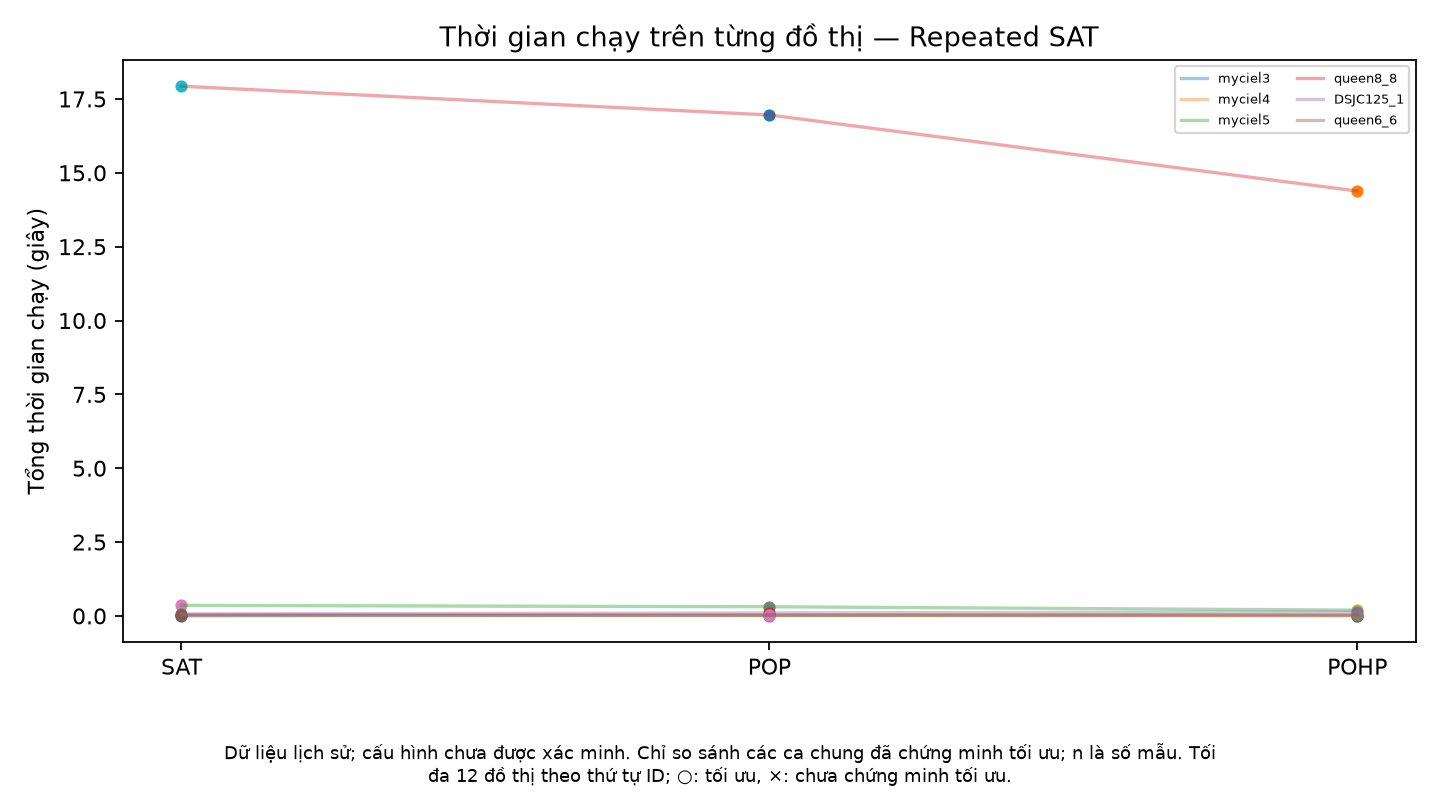 Thời gian chạy trên từng đồ thị — Repeated SAT
Tổng thời gian chạy (giây)
17.5
15.0
12.5
10.0
7.5
5.0
2.5
0.0
myciel3
myciel4
myciel5
queen8_8
DSJC125_1
queen6_6
SAT
POP
POHP
Dữ liệu lịch sử; cấu hình chưa được xác minh. Chỉ so sánh các ca chung đã chứng minh tối ưu; n là số mẫu. Tối
đa 12 đồ thị theo thứ tự ID; ○: tối ưu, ×: chưa chứng minh tối ưu.